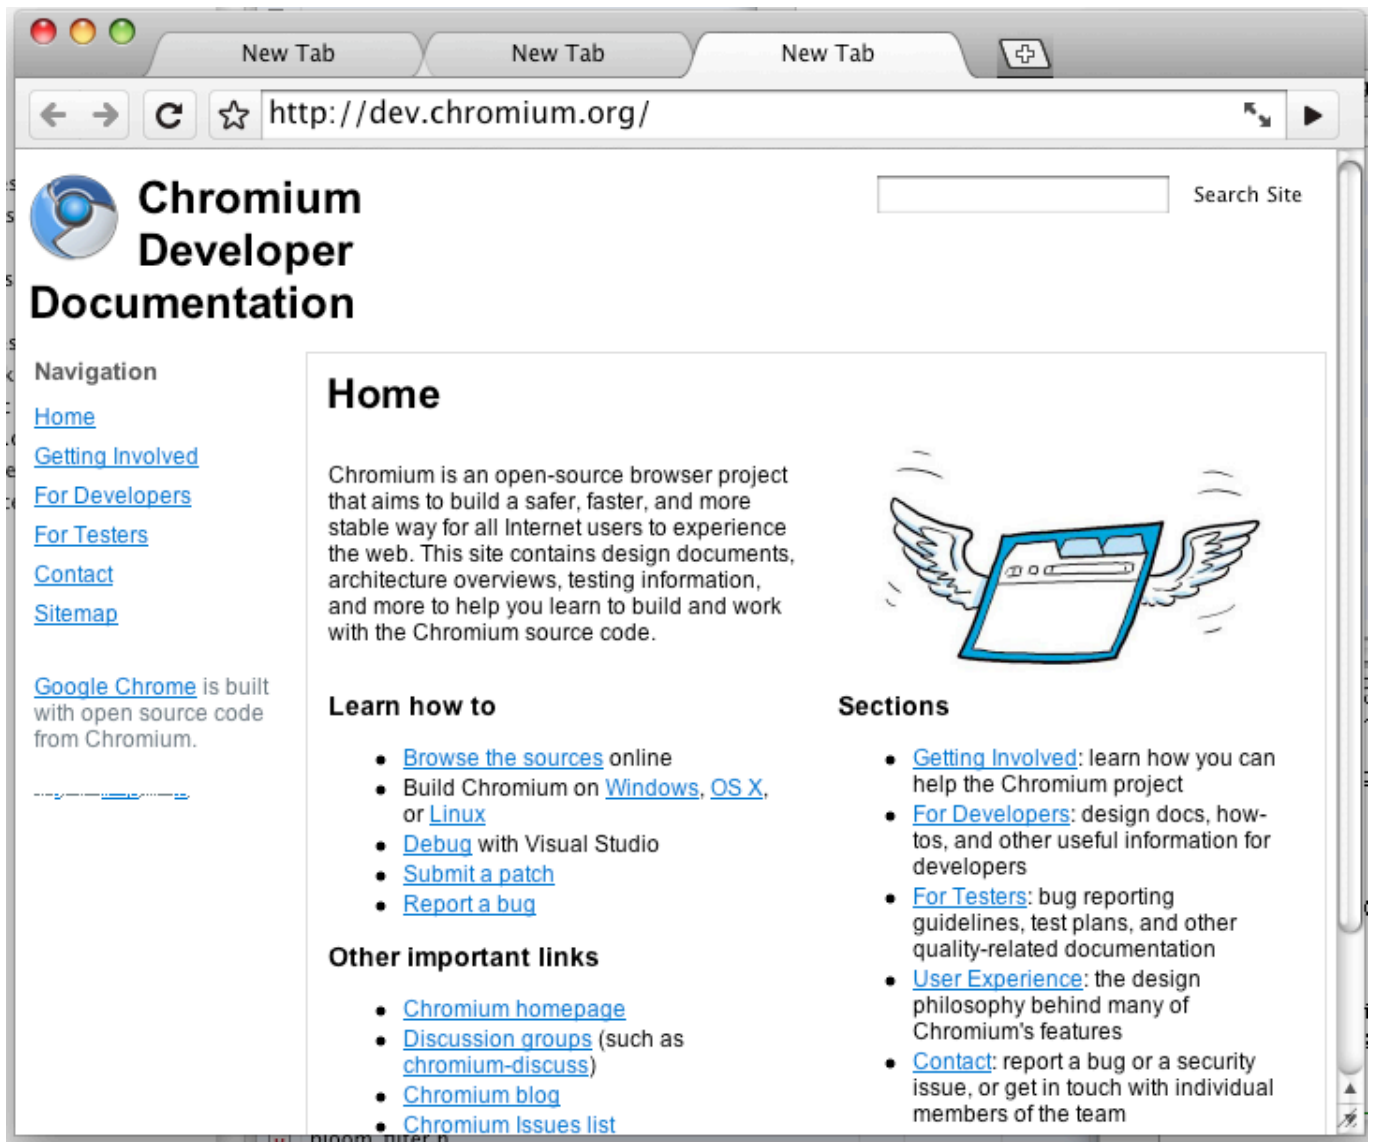 New Tab
New Tab
New Tab
http://dev.chromium.org/
Chromium
Developer
Documentation
Search Site
Navigation
Home
Getting Involved
For Developers
For Testers
Contact
Sitemap
Google Chrome is built
with open source code
from Chromium.
Home
Chromium is an open-source browser project
that aims to build a safer, faster, and more
stable way for all Internet users to experience
the web. This site contains design documents,
architecture overviews, testing information,
and more to help you learn to build and work
with the Chromium source code.
Learn how to
Browse the sources online
Build Chromium on Windows, OS X,
or Linux
Debug with Visual Studio
Submit a patch
Report a bug
Other important links
Chromium homepage
Discussion groups (such as
chromium-discuss)
Chromium blog
Chromium Issues list
Sections
Getting Involved: learn how you can
help the Chromium project
For Developers: design docs, how-
tos, and other useful information for
developers
For Testers: bug reporting
guidelines, test plans, and other
quality-related documentation
User Experience: the design
philosophy behind many of
Chromium's features
Contact: report a bug or a security
issue, or get in touch with individual
members of the team